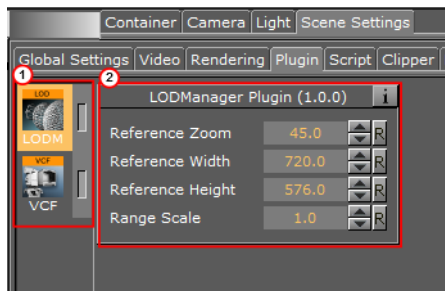 Container Camera Light Scene Settings
Global Settings Video Rendering Plugin Script Clipper
1
2
LOD
LODM
VCF
VCF
LODManager Plugin (1.0.0) i
Reference Zoom 45.0 R
Reference Width 720.0 R
Reference Height 576.0 R
Range Scale 1.0 R